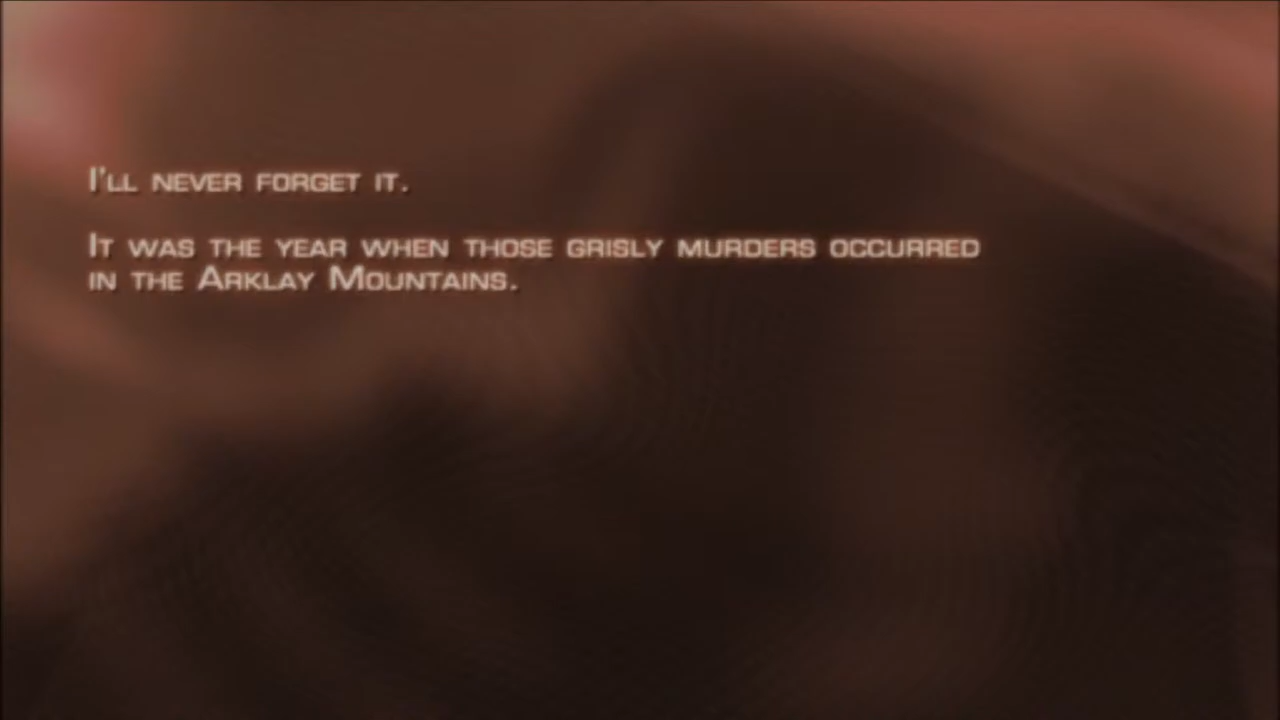 I'll never forget it.
It was the year when those grisly murders occurred
in the Arklay Mountains.